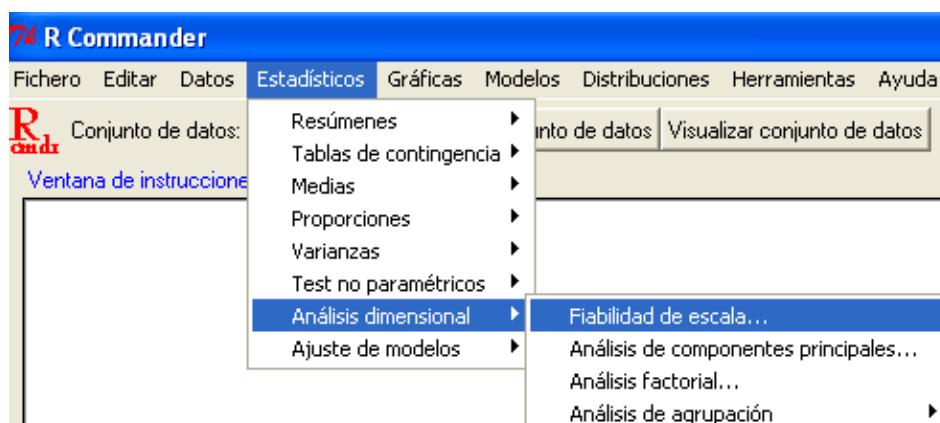 R Commander
Fichero Editar Datos Estadísticos Gráficas Modelos Distribuciones Herramientas Ayuda
R cmdr Conjunto de datos: de datos Visualizar conjunto de datos
Ventana de
Resúmenes
Tablas de contingencia
Medias
Proporciones
Varianzas
Test no paramétricos
Análisis dimensional
Ajuste de modelos
Fiabilidad de escala...
Análisis de componentes principales...
Análisis factorial...
Análisis de agrupación